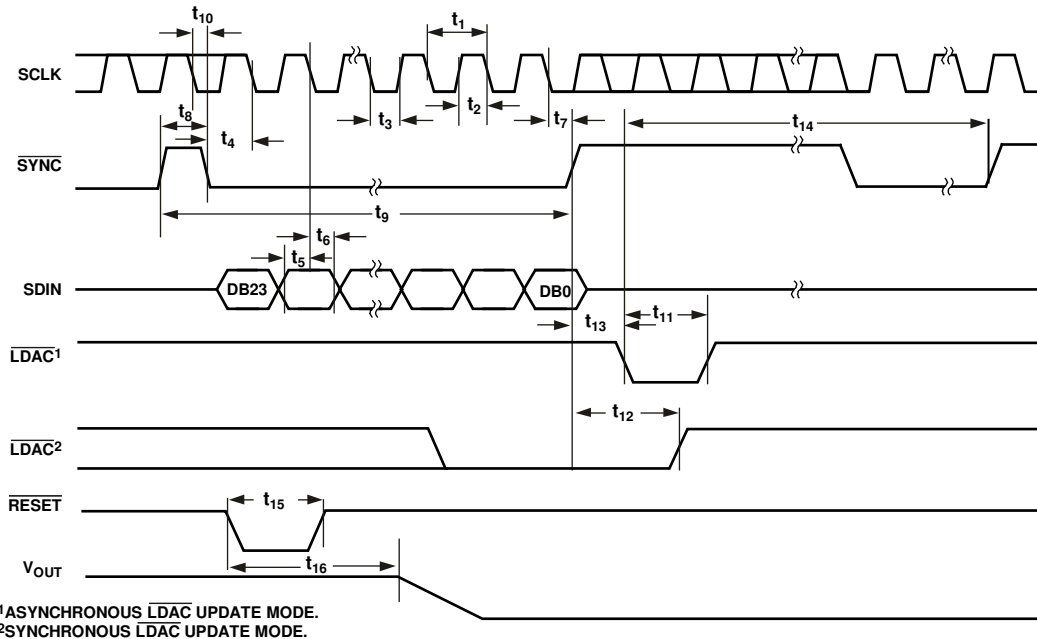 t10
t1
SCLK
t8
t4
t3
t2
t7
t14
SYNC
t9
t6
t5
SDIN
DB23
DB0
t13
t11
LDAC1
t12
LDAC2
RESET
t15
t16
VOUT
1ASYNCHRONOUS LDAC UPDATE MODE.
2SYNCHRONOUS LDAC UPDATE MODE.